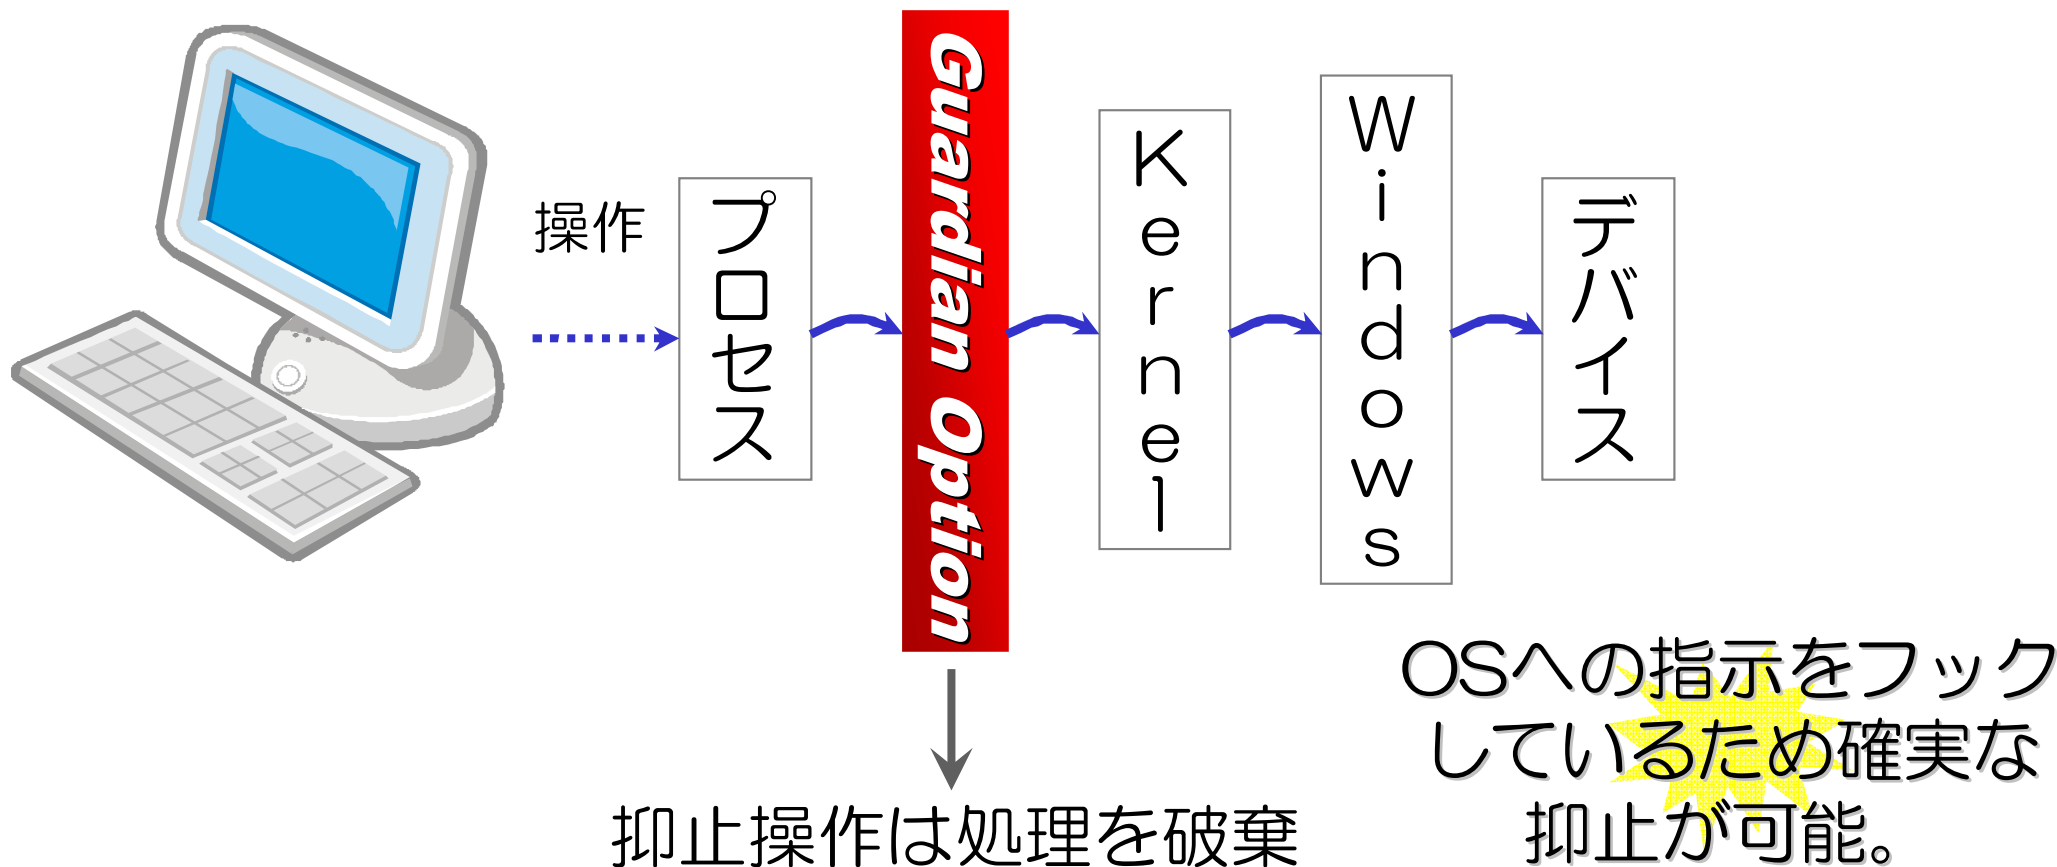 操作
プロセス
Guardian Option
Kernel
Windows
デバイス
抑止操作は処理を破棄
OSへの指示をフック
しているため確実な
抑止が可能。